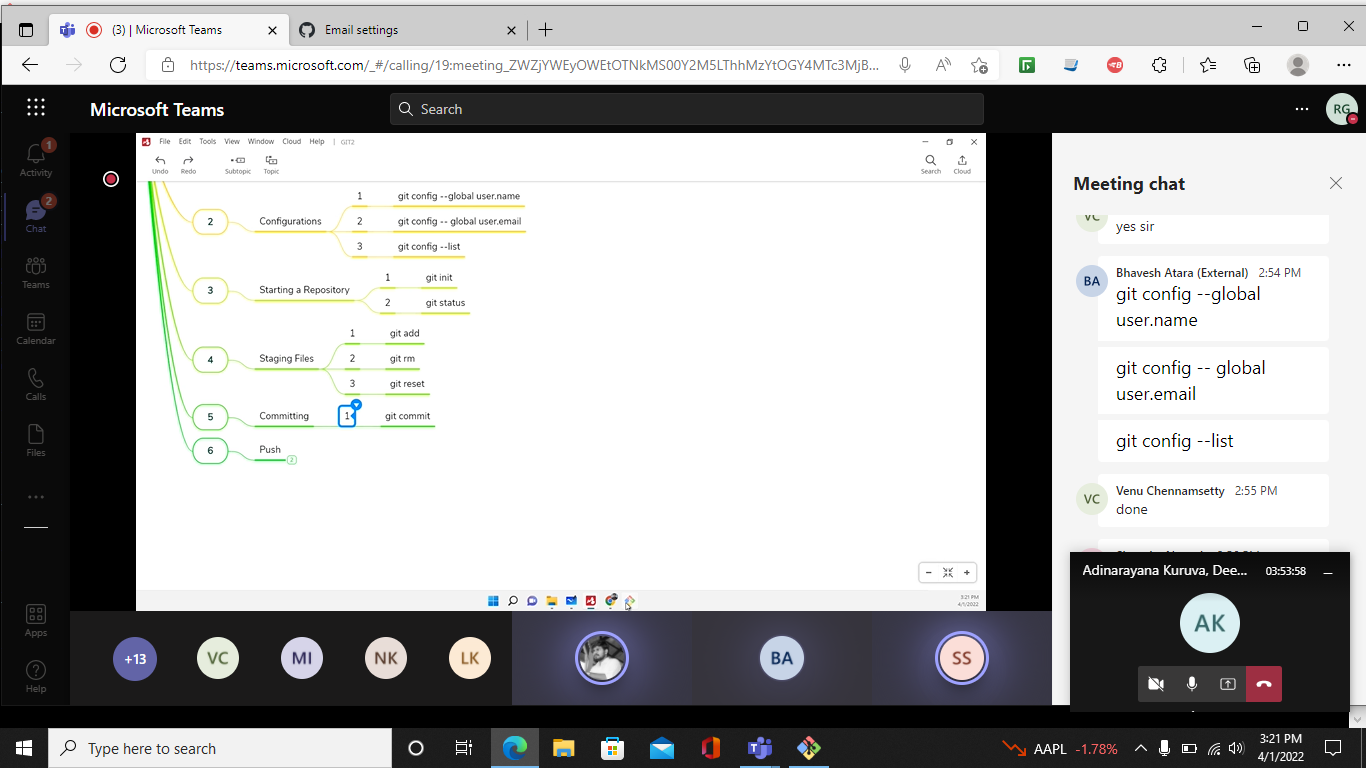 (3) | Microsoft Teams
Email settings
https://teams.microsoft.com/_#/calling/19:meeting_ZWZjYWEyOWEtOTNkMS00Y2M5LThhMzYtOGY4MTc3MjB...
Microsoft Teams
Search
RG
Activity
1
Chat
2
Teams
Calendar
Calls
Files
Apps
Help
File Edit Tools View Window Cloud Help | GIT2
Undo Redo Subtopic Topic Search Cloud
2 Configurations
1 git config --global user.name
2 git config -- global user.email
3 git config --list
3 Starting a Repository
1 git init
2 git status
4 Staging Files
1 git add
2 git rm
3 git reset
5 Committing 1 git commit
6 Push 2
3:21 PM
4/1/2022
+13 VC MI NK LK BA SS
Meeting chat
VC
yes sir
BA
Bhavesh Atara (External) 2:54 PM
git config --global
user.name
git config -- global
user.email
git config --list
VC
Venu Chennamsetty 2:55 PM
done
Adinarayana Kuruva, Dee... 03:53:58
AK
Type here to search
AAPL -1.78%
3:21 PM
4/1/2022